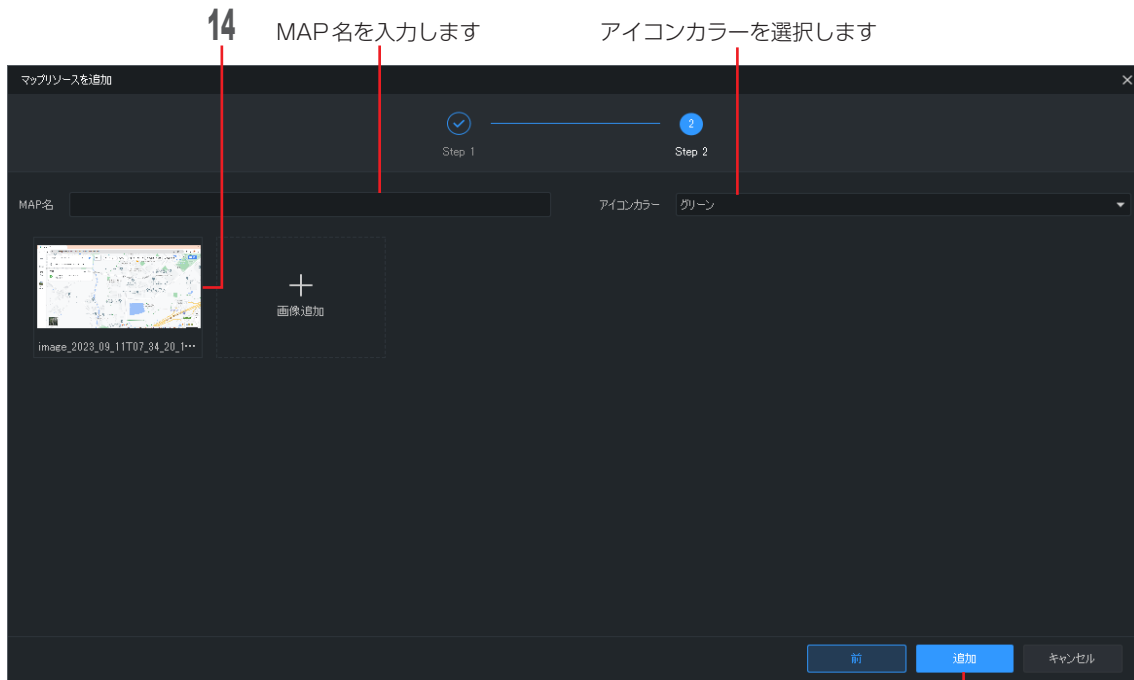 14 MAP名を入力します アイコンカラーを選択します
マップリソースを追加
2
Step 1 Step 2
MAP名 アイコンカラー グリーン
画像追加
image_2023_09_11T07_34_20_1…
前 追加 キャンセル